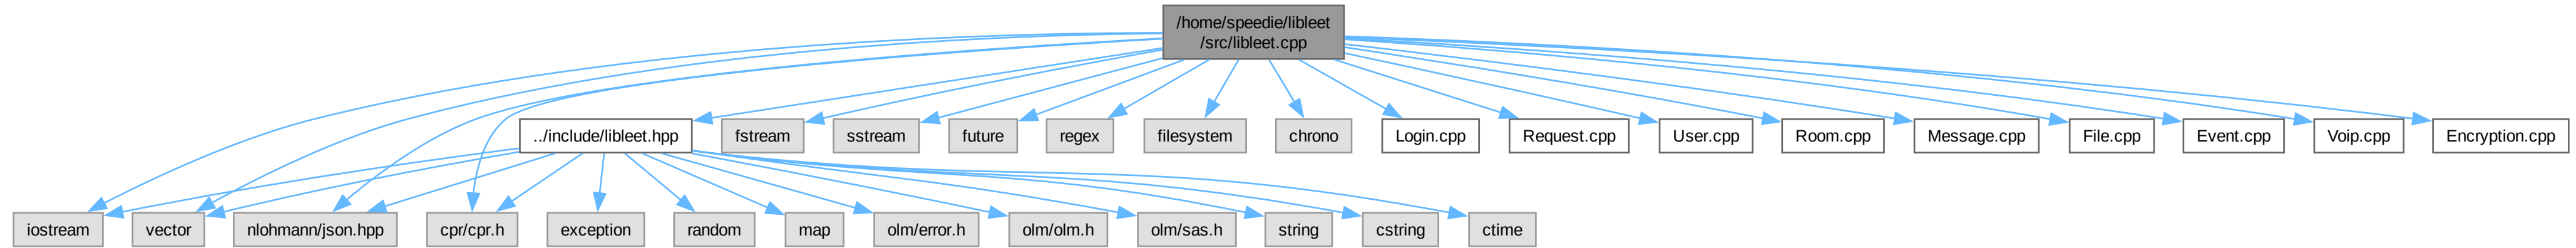 /home/speedie/libleet
/src/libleet.cpp
../include/libleet.hpp
fstream
sstream
future
regex
filesystem
chrono
Login.cpp
Request.cpp
User.cpp
Room.cpp
Message.cpp
File.cpp
Event.cpp
Voip.cpp
Encryption.cpp
iostream
vector
nlohmann/json.hpp
cpr/cpr.h
exception
random
map
olm/error.h
olm/olm.h
olm/sas.h
string
cstring
ctime